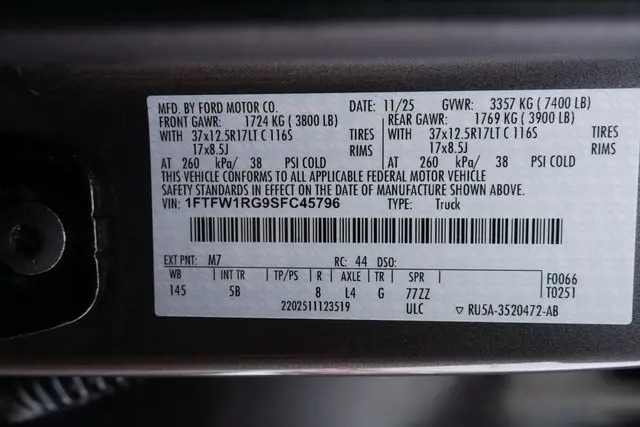 MFD. BY FORD MOTOR CO. DATE: 11/25 GVWR: 3357 KG (7400 LB)
FRONT GAWR: 1724 KG (3800 LB) REAR GAWR: 1769 KG (3900 LB)
WITH 37x12.5R17LT C 116S TIRES WITH 37x12.5R17LT C 116S TIRES
17x8.5J RIMS 17x8.5J RIMS
AT 260 kPa/ 38 PSI COLD AT 260 kPa/ 38 PSI COLD
THIS VEHICLE CONFORMS TO ALL APPLICABLE FEDERAL MOTOR VEHICLE
SAFETY STANDARDS IN EFFECT ON THE DATE OF MANUFACTURE SHOWN ABOVE.
VIN: 1FTFW1RG9SFC45796 TYPE: Truck
EXT PNT: M7 RC: 44 DSO:
WB INT TR TP/PS R AXLE TR SPR F0066
145 5B 8 L4 G 77ZZ T0251
2202511123519 ULC ▽ RU5A-3520472-AB